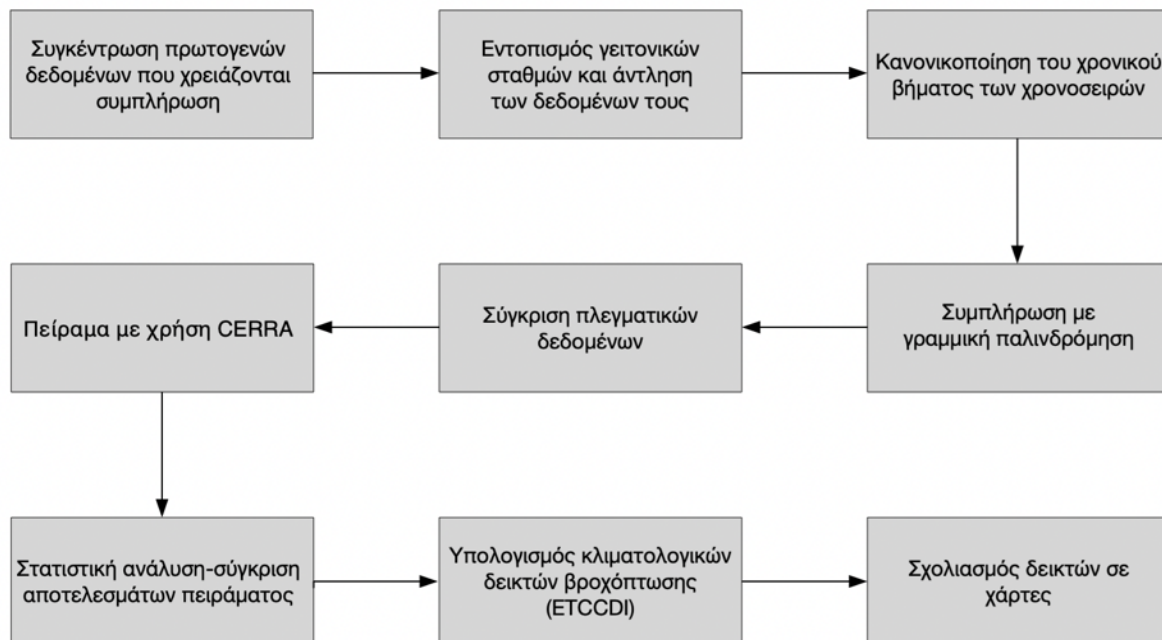 Συγκέντρωση πρωτογενών
δεδομένων που χρειάζονται
συμπλήρωση
Εντοπισμός γειτονικών
σταθμών και άντληση
των δεδομένων τους
Κανονικοποίηση του χρονικού
βήματος των χρονοσειρών
Συμπλήρωση με
γραμμική παλινδρόμηση
Σύγκριση πλεγματικών
δεδομένων
Πείραμα με χρήση CERRA
Στατιστική ανάλυση-σύγκριση
αποτελεσμάτων πειράματος
Υπολογισμός κλιματολογικών
δεικτών βροχόπτωσης
(ETCCDI)
Σχολιασμός δεικτών σε
χάρτες